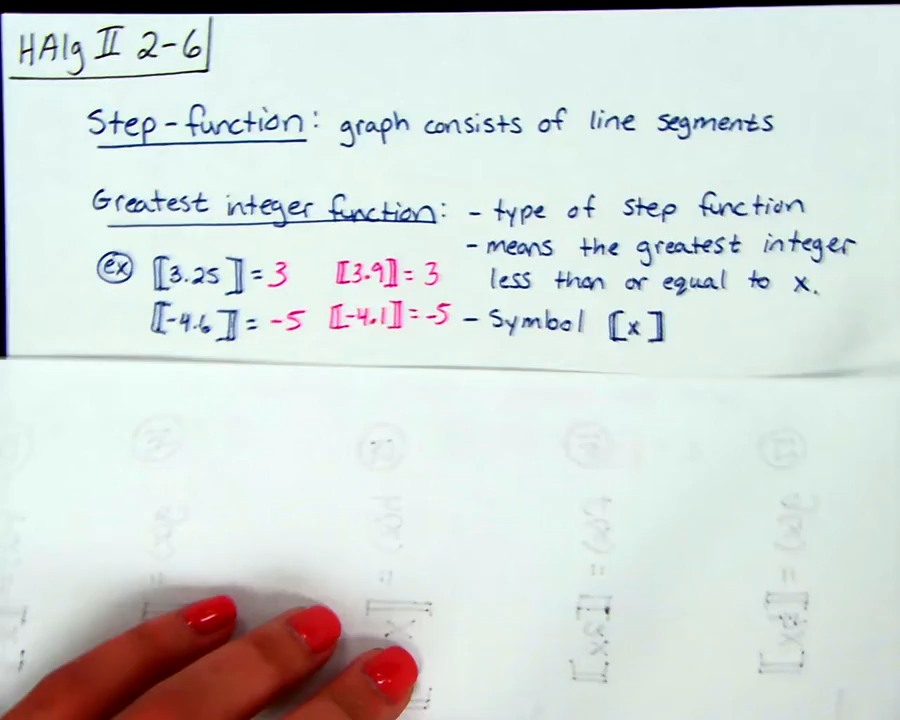 HAlg II 2-6
Step-function: graph consists of line segments
Greatest integer function: - type of step function
- means the greatest integer
less than or equal to x.
ex ⟦3.25⟧ = 3 ⟦3.9⟧ = 3
⟦-4.6⟧ = -5 ⟦-4.1⟧ = -5 - Symbol ⟦x⟧